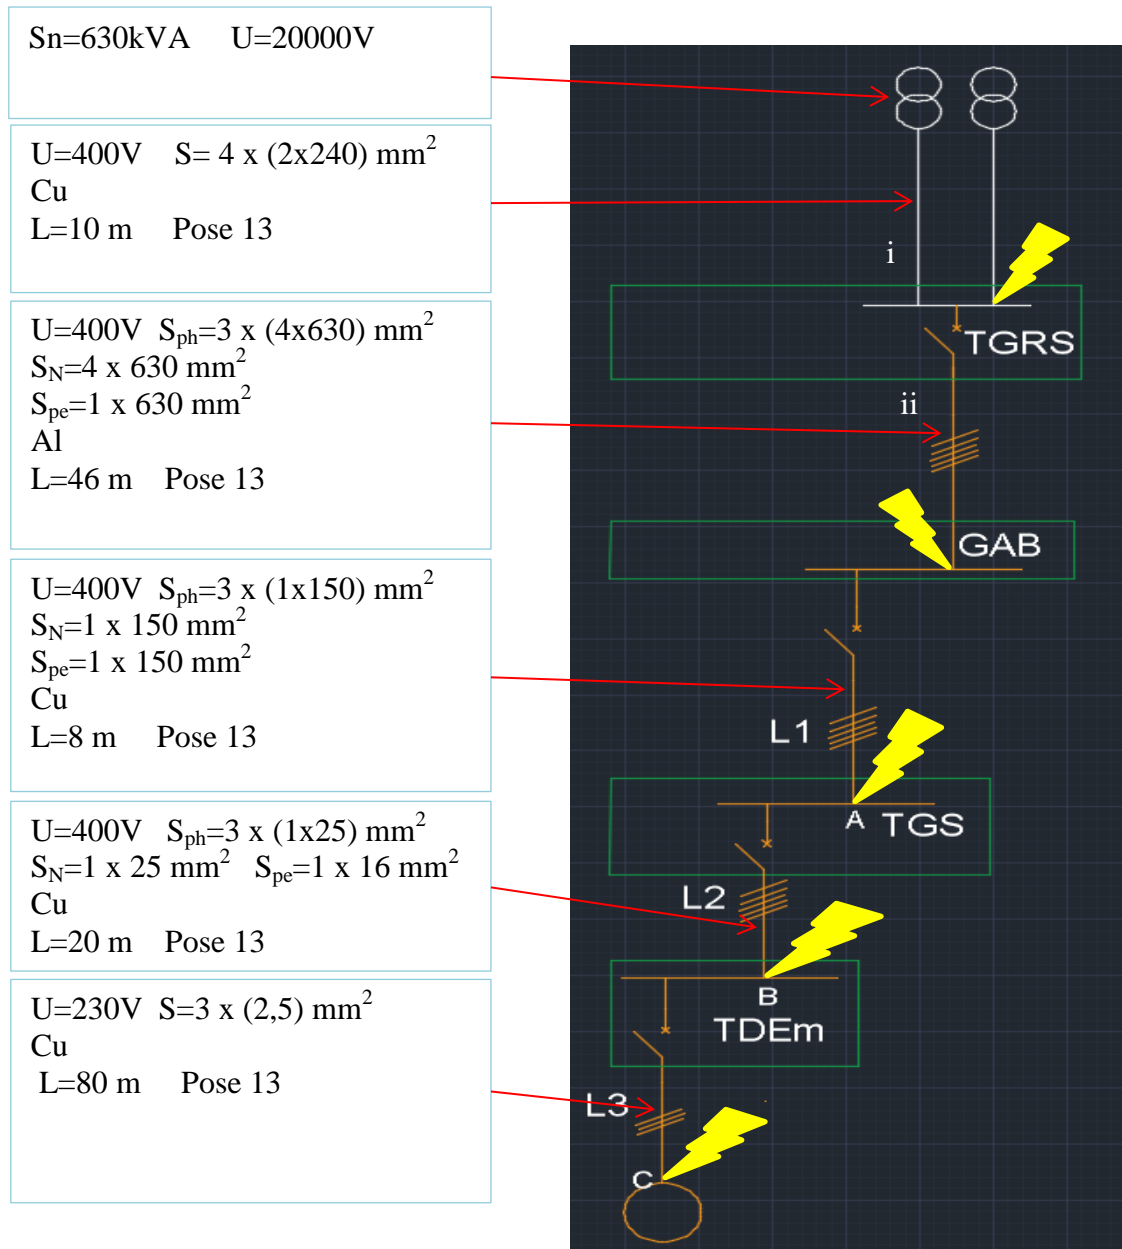 Sn=630kVA U=20000V
U=400V S= 4 x (2x240) mm²
Cu
L=10 m Pose 13
U=400V Sph=3 x (4x630) mm²
SN=4 x 630 mm²
Spe=1 x 630 mm²
Al
L=46 m Pose 13
U=400V Sph=3 x (1x150) mm²
SN=1 x 150 mm²
Spe=1 x 150 mm²
Cu
L=8 m Pose 13
U=400V Sph=3 x (1x25) mm²
SN=1 x 25 mm² Spe=1 x 16 mm²
Cu
L=20 m Pose 13
U=230V S=3 x (2,5) mm²
Cu
L=80 m Pose 13
i
TGRS
ii
GAB
L1
A TGS
L2
B
TDEm
L3
C